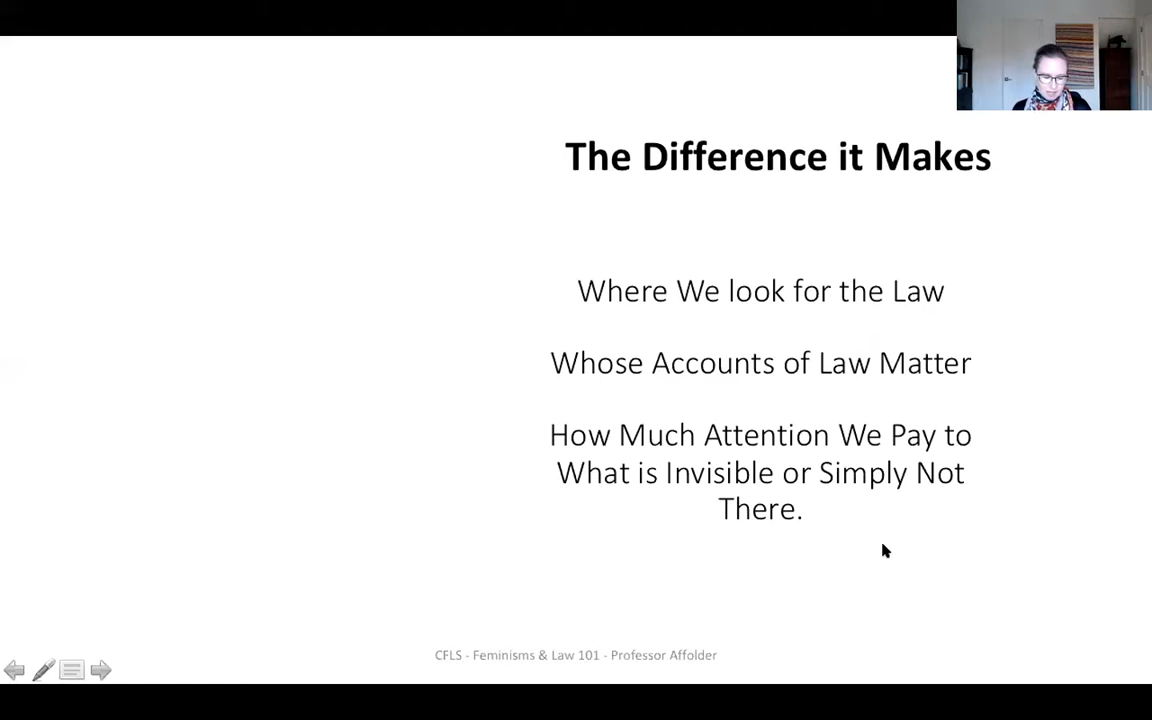 The Difference it Makes
Where We look for the Law
Whose Accounts of Law Matter
How Much Attention We Pay to
What is Invisible or Simply Not
There.
CFLS - Feminisms & Law 101 - Professor Affolder